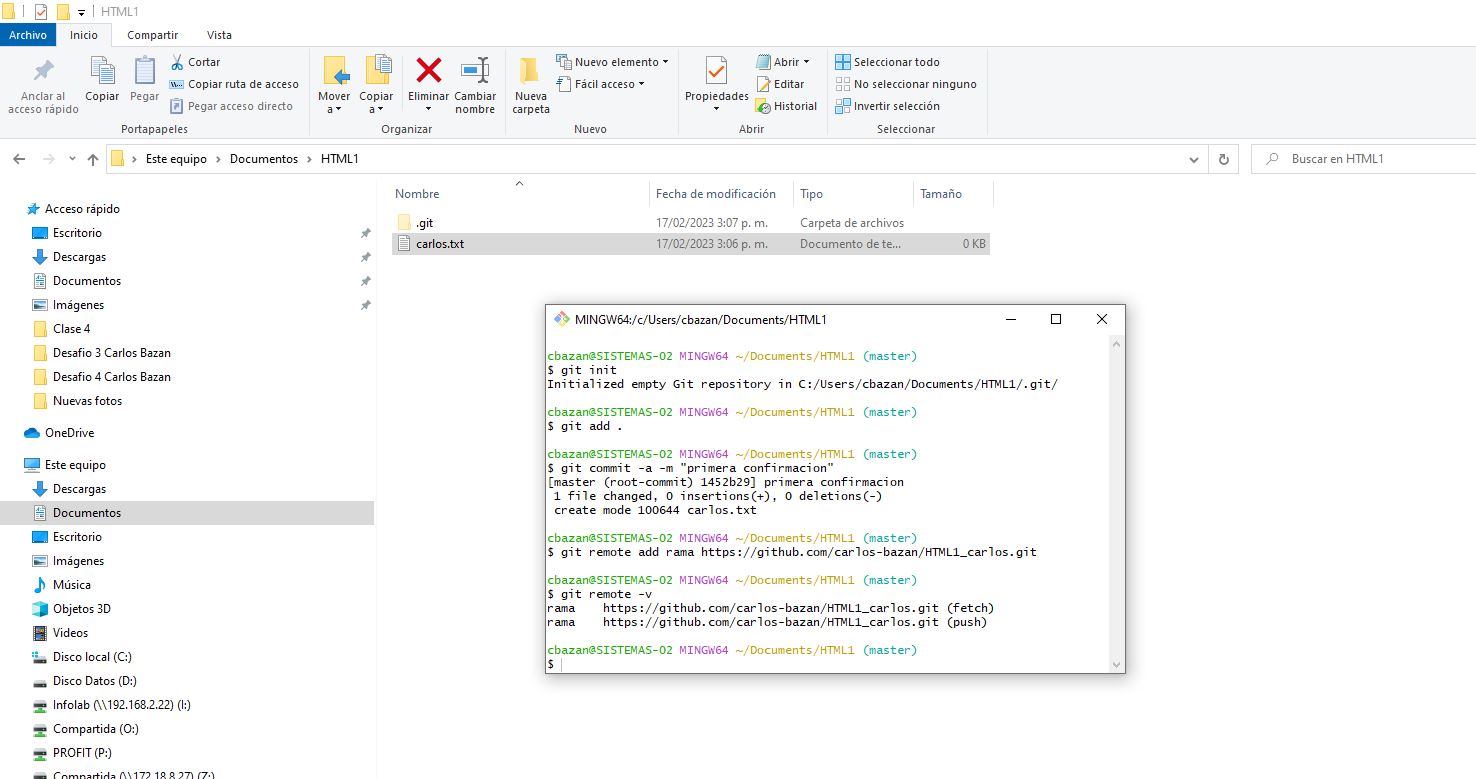 HTML1
Archivo Inicio Compartir Vista
Anclar al acceso rápido
Copiar
Pegar
Cortar
Copiar ruta de acceso
Pegar acceso directo
Portapapeles
Mover a
Copiar a
Eliminar
Cambiar nombre
Organizar
Nueva carpeta
Nuevo elemento
Fácil acceso
Nuevo
Propiedades
Abrir
Editar
Historial
Abrir
Seleccionar todo
No seleccionar ninguno
Invertir selección
Seleccionar
Este equipo > Documentos > HTML1
Buscar en HTML1
Acceso rápido
Escritorio
Descargas
Documentos
Imágenes
Clase 4
Desafio 3 Carlos Bazan
Desafio 4 Carlos Bazan
Nuevas fotos
OneDrive
Este equipo
Descargas
Documentos
Escritorio
Imágenes
Música
Objetos 3D
Videos
Disco local (C:)
Disco Datos (D:)
Infolab (\\192.168.2.22) (I:)
Compartida (O:)
PROFIT (P:)
Compartida (\\172.18.8.27) (Z:)
Nombre Fecha de modificación Tipo Tamaño
.git 17/02/2023 3:07 p. m. Carpeta de archivos
carlos.txt 17/02/2023 3:06 p. m. Documento de te... 0 KB
MINGW64:/c/Users/cbazan/Documents/HTML1
cbazan@SISTEMAS-02 MINGW64 ~/Documents/HTML1 (master)
$ git init
Initialized empty Git repository in C:/Users/cbazan/Documents/HTML1/.git/
cbazan@SISTEMAS-02 MINGW64 ~/Documents/HTML1 (master)
$ git add .
cbazan@SISTEMAS-02 MINGW64 ~/Documents/HTML1 (master)
$ git commit -a -m "primera confirmacion"
[master (root-commit) 1452b29] primera confirmacion
1 file changed, 0 insertions(+), 0 deletions(-)
create mode 100644 carlos.txt
cbazan@SISTEMAS-02 MINGW64 ~/Documents/HTML1 (master)
$ git remote add rama https://github.com/carlos-bazan/HTML1_carlos.git
cbazan@SISTEMAS-02 MINGW64 ~/Documents/HTML1 (master)
$ git remote -v
rama https://github.com/carlos-bazan/HTML1_carlos.git (fetch)
rama https://github.com/carlos-bazan/HTML1_carlos.git (push)
cbazan@SISTEMAS-02 MINGW64 ~/Documents/HTML1 (master)
$